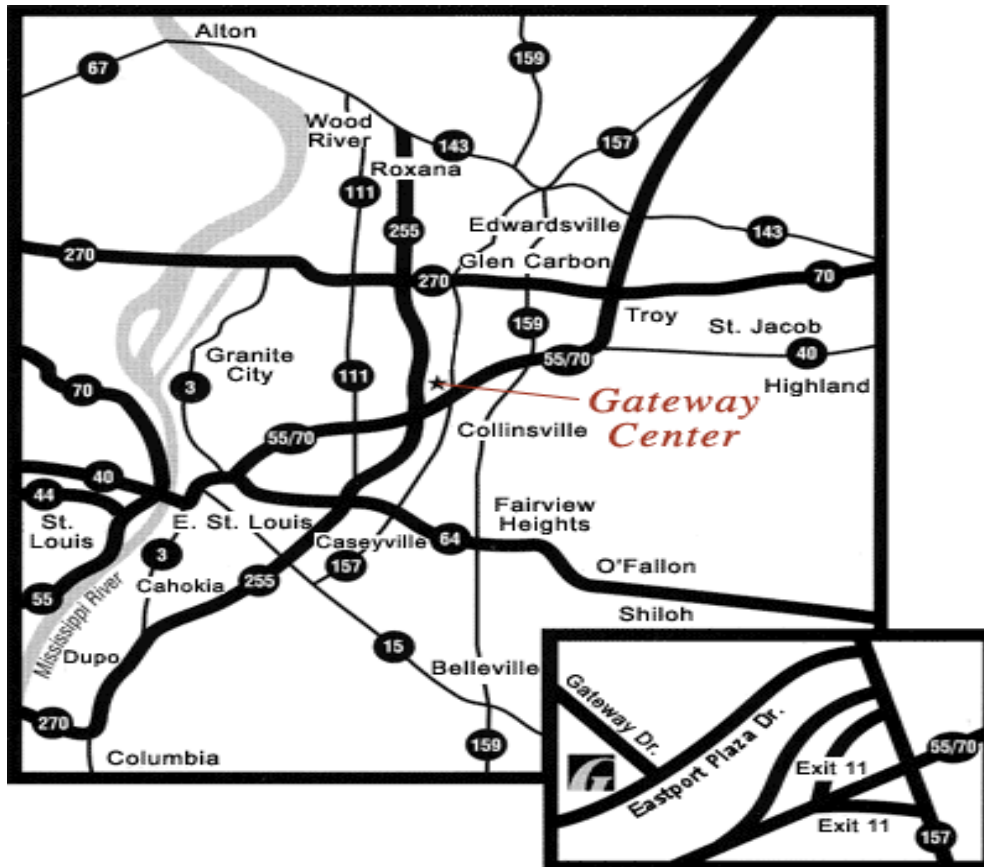 Alton
67
159
Wood
River
143
157
Roxana
111
255
Edwardsville
143
270
Glen Carbon
270
70
Troy
159
St. Jacob
Granite
City
55/70
40
3
111
Highland
70
Gateway
Center
Collinsville
55/70
40
44
Fairview
Heights
St.
Louis
E. St. Louis
Caseyville
64
3
157
O'Fallon
Cahokia
255
55
Mississippi River
Shiloh
15
Dupo
Belleville
270
159
Columbia
Gateway Dr.
Eastport Plaza Dr.
55/70
Exit 11
Exit 11
157
G